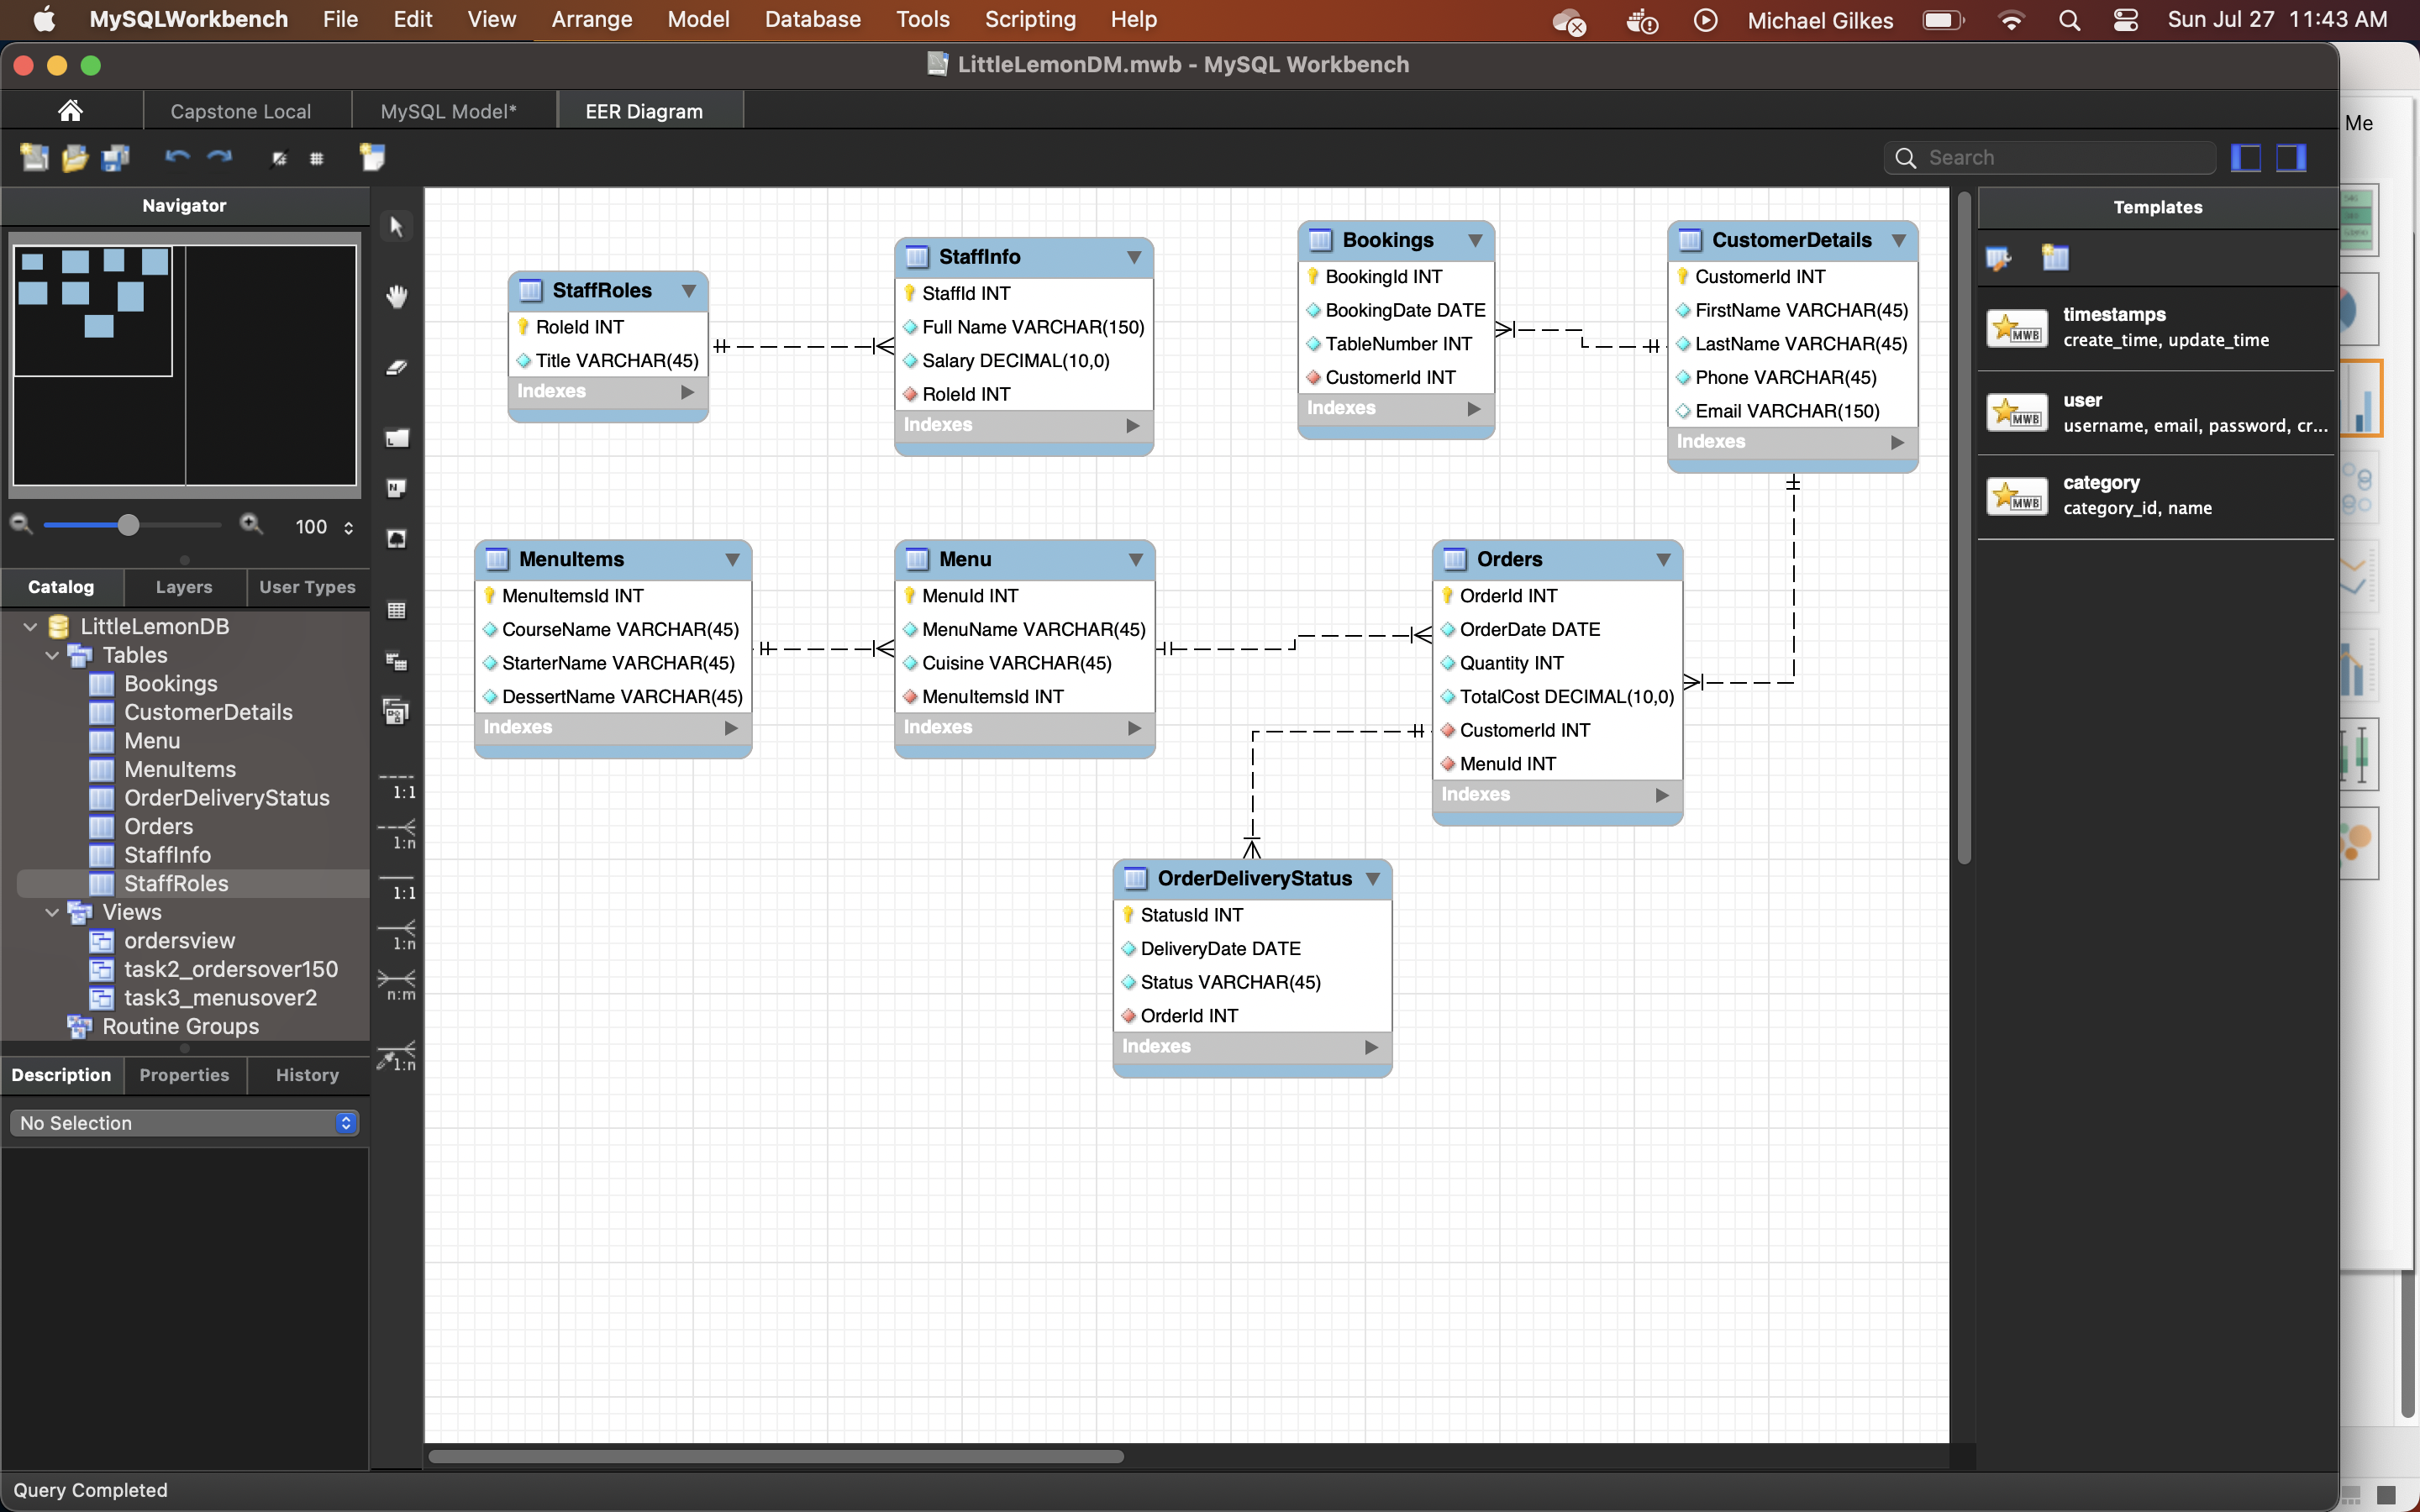 MySQLWorkbench File Edit View Arrange Model Database Tools Scripting Help Michael Gilkes Sun Jul 27 11:43 AM
LittleLemonDM.mwb - MySQL Workbench
Capstone Local MySQL Model* EER Diagram
Me
Search
Navigator
100
Catalog Layers User Types
LittleLemonDB
Tables
Bookings
CustomerDetails
Menu
MenuItems
OrderDeliveryStatus
Orders
StaffInfo
StaffRoles
Views
ordersview
task2_ordersover150
task3_menusover2
Routine Groups
Description Properties History
No Selection
L
N
1:1
1:n
1:1
1:n
n:m
1:n
StaffRoles
RoleId INT
Title VARCHAR(45)
Indexes
StaffInfo
StaffId INT
Full Name VARCHAR(150)
Salary DECIMAL(10,0)
RoleId INT
Indexes
Bookings
BookingId INT
BookingDate DATE
TableNumber INT
CustomerId INT
Indexes
CustomerDetails
CustomerId INT
FirstName VARCHAR(45)
LastName VARCHAR(45)
Phone VARCHAR(45)
Email VARCHAR(150)
Indexes
MenuItems
MenuItemsId INT
CourseName VARCHAR(45)
StarterName VARCHAR(45)
DessertName VARCHAR(45)
Indexes
Menu
MenuId INT
MenuName VARCHAR(45)
Cuisine VARCHAR(45)
MenuItemsId INT
Indexes
Orders
OrderId INT
OrderDate DATE
Quantity INT
TotalCost DECIMAL(10,0)
CustomerId INT
MenuId INT
Indexes
OrderDeliveryStatus
StatusId INT
DeliveryDate DATE
Status VARCHAR(45)
OrderId INT
Indexes
Templates
MWB
timestamps
create_time, update_time
MWB
user
username, email, password, cr...
MWB
category
category_id, name
Query Completed